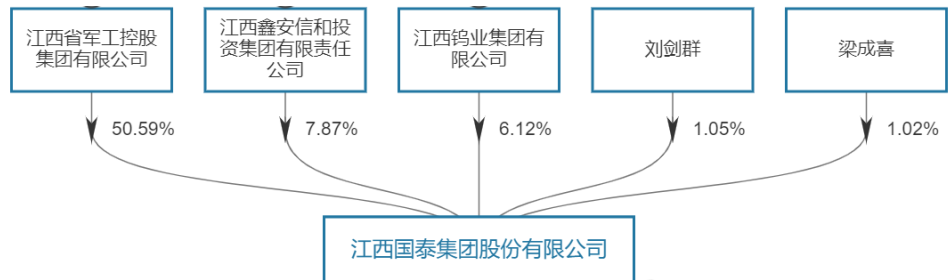 江西省军工控股
集团有限公司
江西鑫安信和投
资集团有限责任
公司
江西钨业集团有
限公司
刘剑群
梁成喜
50.59%
7.87%
6.12%
1.05%
1.02%
江西国泰集团股份有限公司